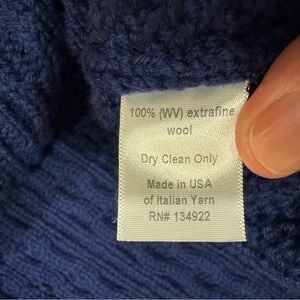 100% (WV) extrafine
wool
Dry Clean Only
Made in USA
of Italian Yarn
RN# 134922